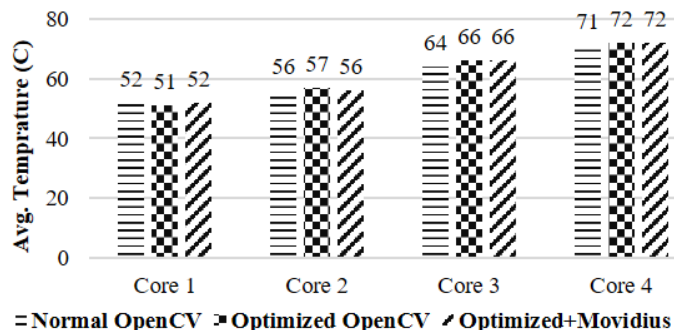 Avg. Temprature (C)
80
60
40
20
0
52 51 52
56 57 56
64 66 66
71 72 72
Core 1 Core 2 Core 3 Core 4
Normal OpenCV Optimized OpenCV Optimized+Movidius